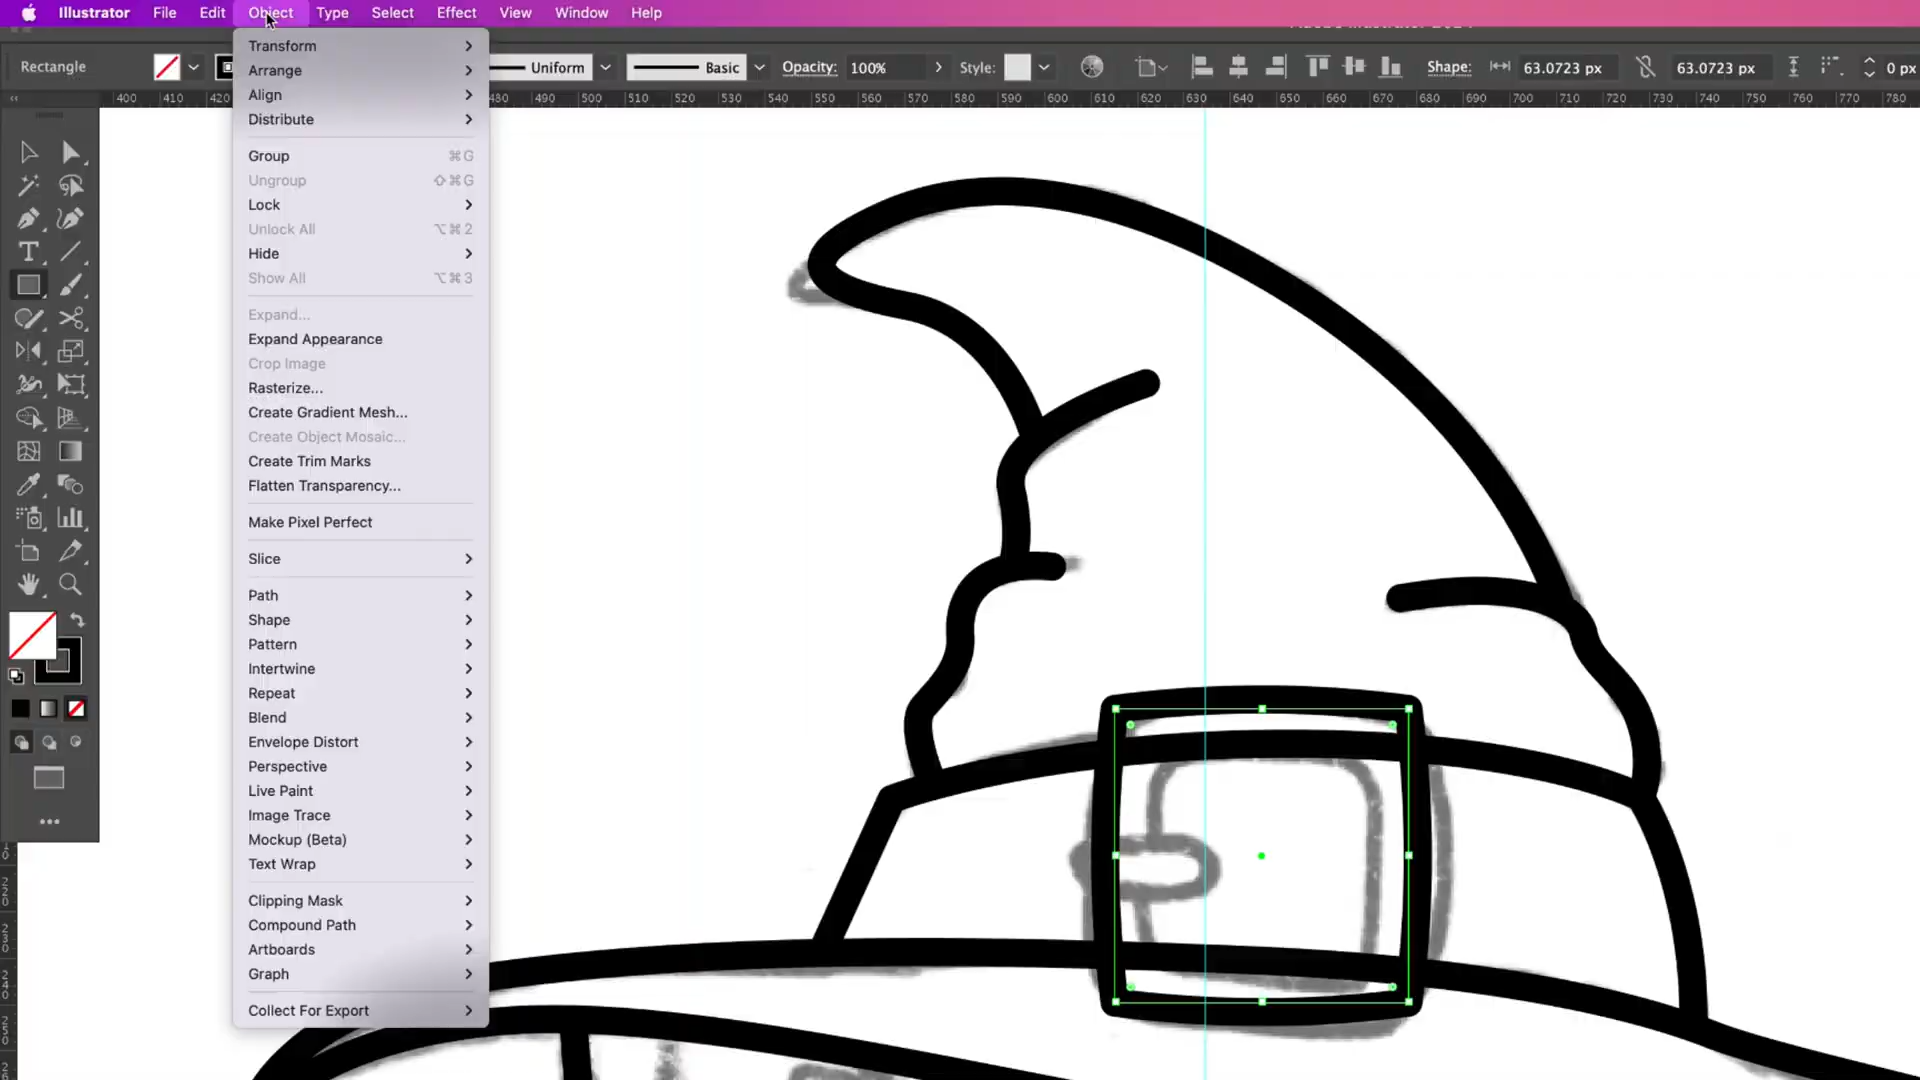 Illustrator File Edit Object Type Select Effect View Window Help
Rectangle Uniform Basic Opacity: 100% Style: Shape: 63.0723 px 63.0723 px 0 px
400 410 420 480 490 500 510 520 530 540 550 560 570 580 590 600 610 620 630 640 650 660 670 680 690 700 710 720 730 740 750 760 770 780
Transform
Arrange
Align
Distribute
Group ⌘G
Ungroup ⇧⌘G
Lock
Unlock All ⌥⌘2
Hide
Show All ⌥⌘3
Expand...
Expand Appearance
Crop Image
Rasterize...
Create Gradient Mesh...
Create Object Mosaic...
Create Trim Marks
Flatten Transparency...
Make Pixel Perfect
Slice
Path
Shape
Pattern
Intertwine
Repeat
Blend
Envelope Distort
Perspective
Live Paint
Image Trace
Mockup (Beta)
Text Wrap
Clipping Mask
Compound Path
Artboards
Graph
Collect For Export
220
230
240
250